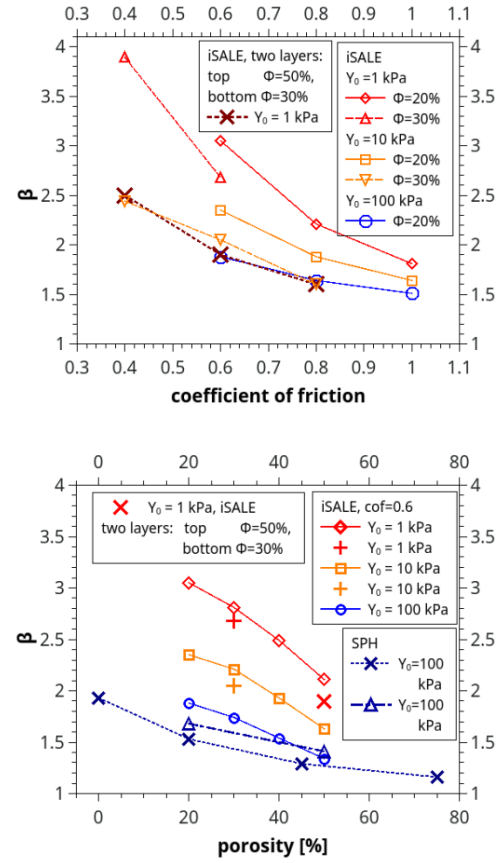 0.3 0.4 0.5 0.6 0.7 0.8 0.9 1 1.1
4
3.5
3
2.5
2
1.5
1
β
iSALE, two layers:
top Φ=50%,
bottom Φ=30%
Y₀ = 1 kPa
iSALE
Y₀ =1 kPa
Φ=20%
Φ=30%
Y₀ =10 kPa
Φ=20%
Φ=30%
Y₀ =100 kPa
Φ=20%
0.3 0.4 0.5 0.6 0.7 0.8 0.9 1 1.1
coefficient of friction
0 20 40 60 80
4
3.5
3
2.5
2
1.5
1
β
Y₀ = 1 kPa, iSALE
two layers: top Φ=50%,
bottom Φ=30%
iSALE, cof=0.6
Y₀ = 1 kPa
Y₀ = 1 kPa
Y₀ = 10 kPa
Y₀ = 10 kPa
Y₀ = 100 kPa
SPH
Y₀=100
kPa
Y₀=100
kPa
0 20 40 60 80
porosity [%]